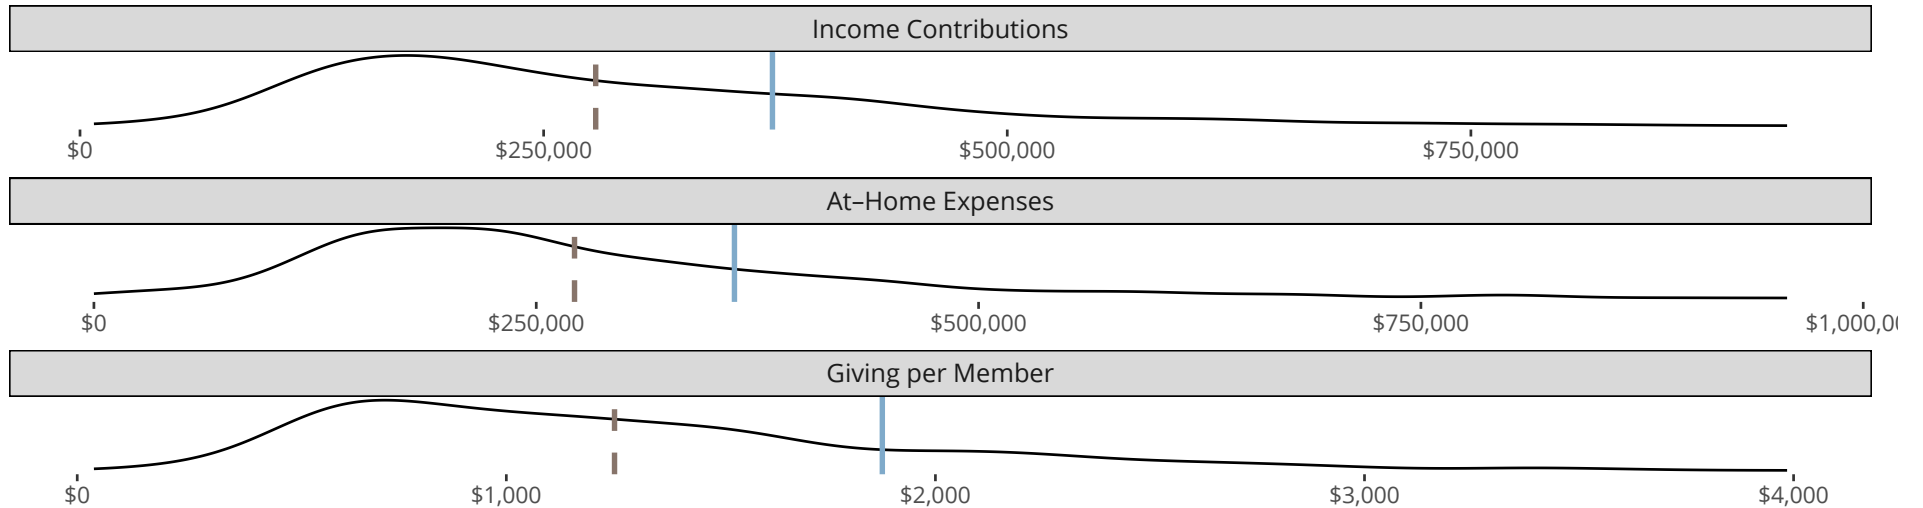 Income Contributions
$0 $250,000 $500,000 $750,000
At–Home Expenses
$0 $250,000 $500,000 $750,000
Giving per Member
$0 $1,000 $2,000 $3,000 $4,000